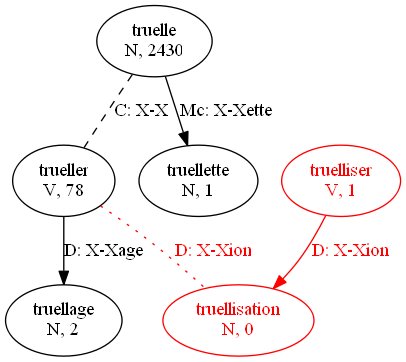 truelle
N, 2430
C: X-X
Mc: X-Xette
trueller
V, 78
truellette
N, 1
truelliser
V, 1
D: X-Xage
D: X-Xion
D: X-Xion
truellage
N, 2
truellisation
N, 0